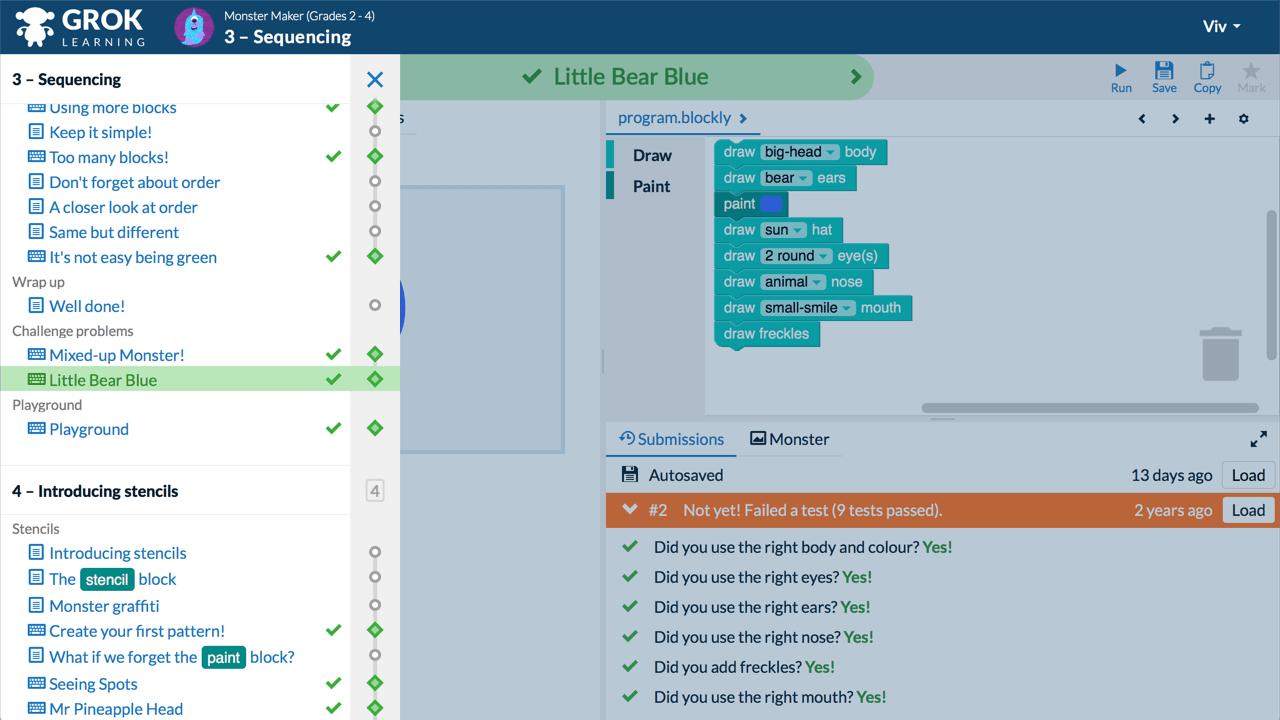 GROK
LEARNING
Monster Maker (Grades 2 - 4)
3 – Sequencing
Viv
3 – Sequencing
Using more blocks
Keep it simple!
Too many blocks!
Don't forget about order
A closer look at order
Same but different
It's not easy being green
Wrap up
Well done!
Challenge problems
Mixed-up Monster!
Little Bear Blue
Playground
Playground
4 – Introducing stencils
4
Stencils
Introducing stencils
The stencil block
Monster graffiti
Create your first pattern!
What if we forget the paint block?
Seeing Spots
Mr Pineapple Head
Little Bear Blue
Run
Save
Copy
Mark
s
program.blockly
Draw
Paint
draw big-head body
draw bear ears
paint
draw sun hat
draw 2 round eye(s)
draw animal nose
draw small-smile mouth
draw freckles
Submissions
Monster
Autosaved 13 days ago Load
#2 Not yet! Failed a test (9 tests passed). 2 years ago Load
Did you use the right body and colour? Yes!
Did you use the right eyes? Yes!
Did you use the right ears? Yes!
Did you use the right nose? Yes!
Did you add freckles? Yes!
Did you use the right mouth? Yes!